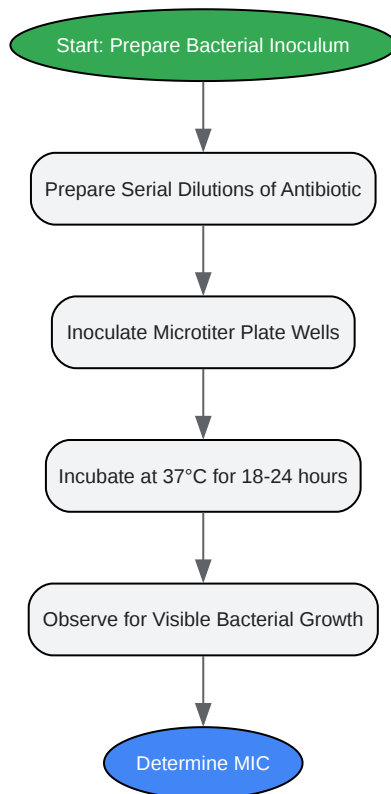 Start: Prepare Bacterial Inoculum
Prepare Serial Dilutions of Antibiotic
Inoculate Microtiter Plate Wells
Incubate at 37°C for 18-24 hours
Observe for Visible Bacterial Growth
Determine MIC